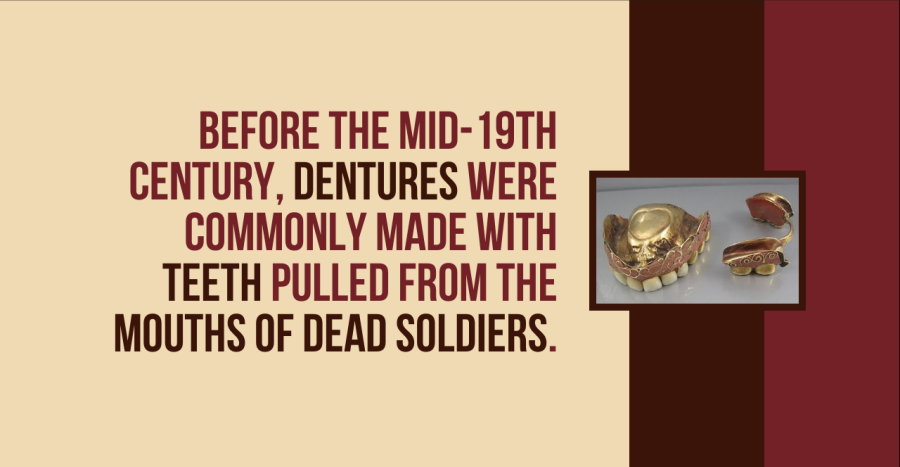 BEFORE THE MID-19TH
CENTURY, DENTURES WERE
COMMONLY MADE WITH
TEETH PULLED FROM THE
MOUTHS OF DEAD SOLDIERS.